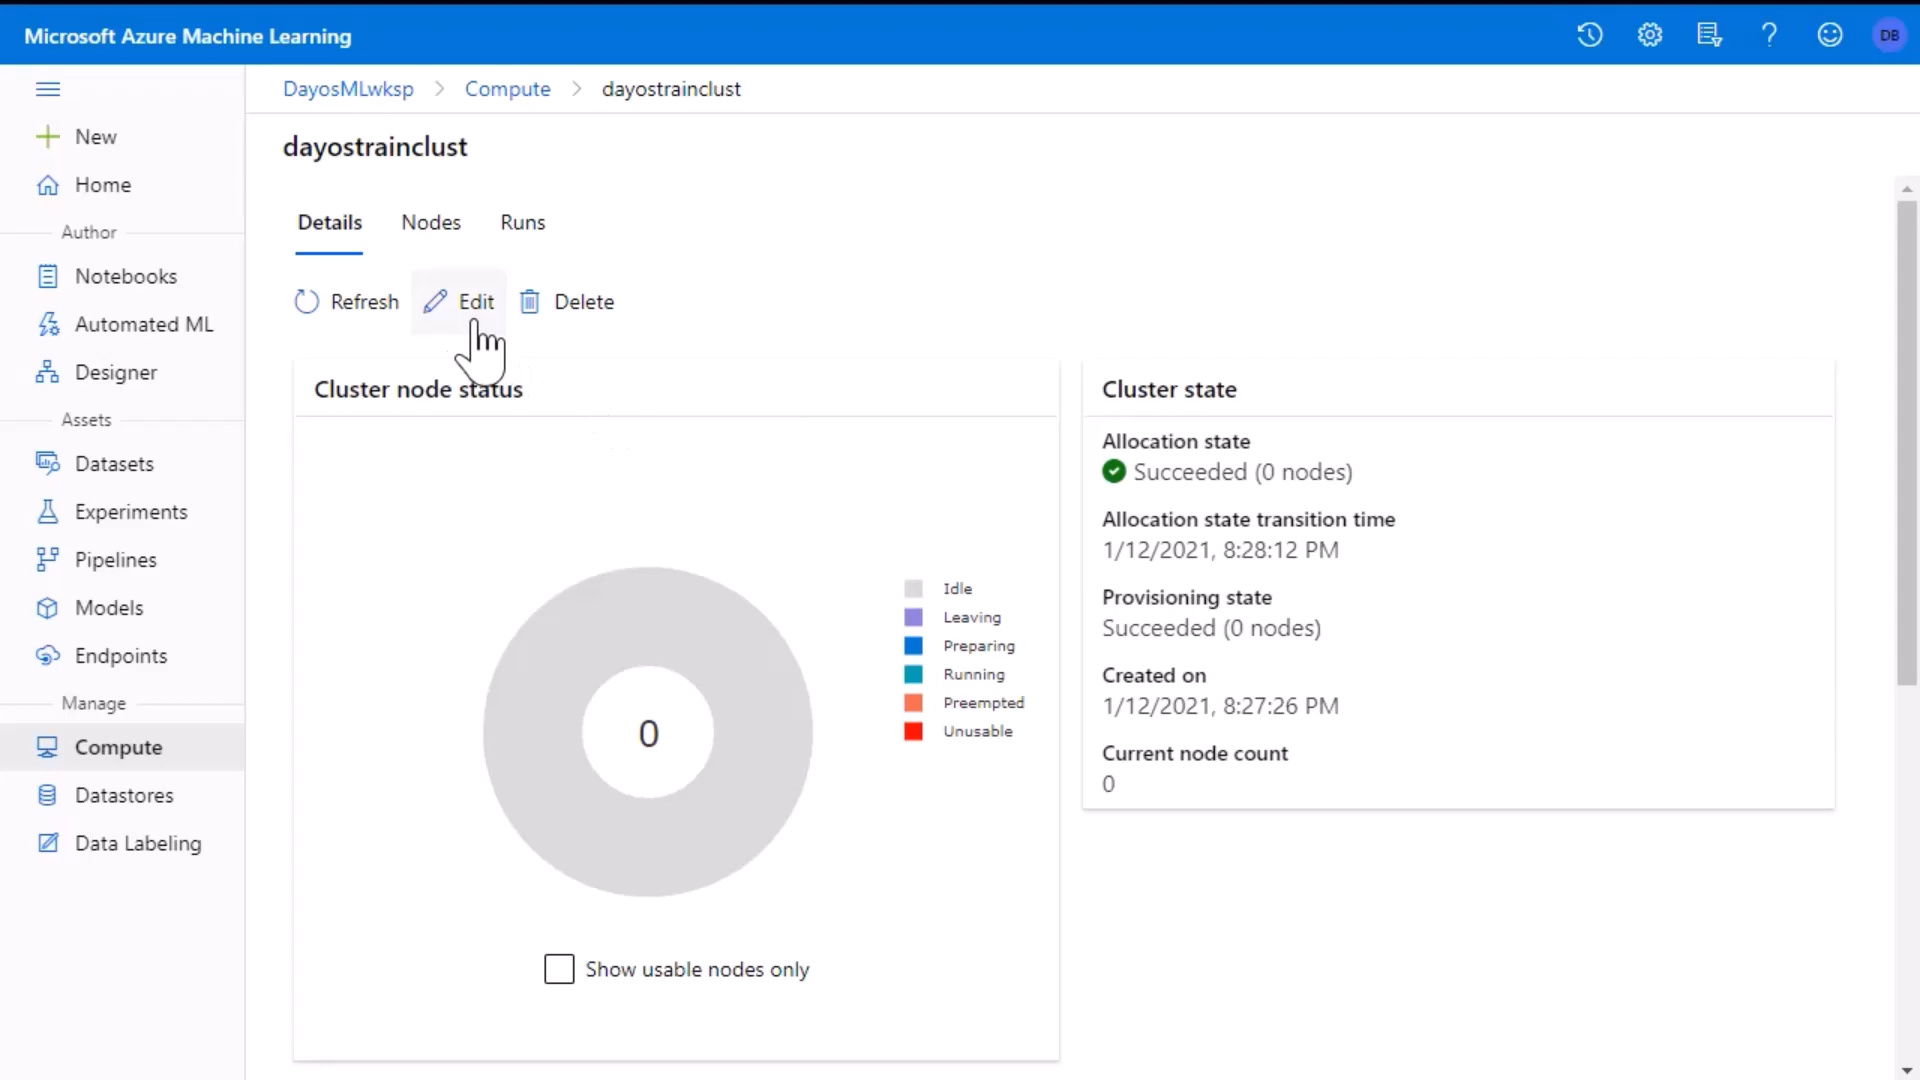 Microsoft Azure Machine Learning
DB
DayosMLwksp > Compute > dayostrainclust
New
Home
Author
Notebooks
Automated ML
Designer
Assets
Datasets
Experiments
Pipelines
Models
Endpoints
Manage
Compute
Datastores
Data Labeling
dayostrainclust
Details Nodes Runs
Refresh Edit Delete
Cluster node status
0
Idle
Leaving
Preparing
Running
Preempted
Unusable
Show usable nodes only
Cluster state
Allocation state
Succeeded (0 nodes)
Allocation state transition time
1/12/2021, 8:28:12 PM
Provisioning state
Succeeded (0 nodes)
Created on
1/12/2021, 8:27:26 PM
Current node count
0